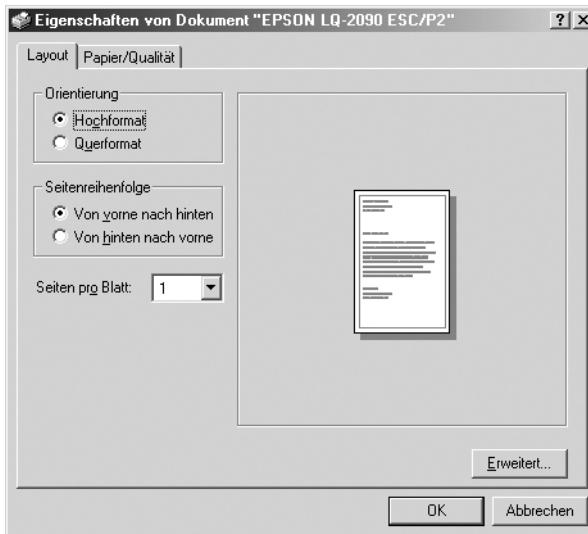 Eigenschaften von Dokument "EPSON LQ-2090 ESC/P2"
Layout Papier/Qualität
Orientierung
Hochformat
Querformat
Seitenreihenfolge
Von vorne nach hinten
Von hinten nach vorne
Seiten pro Blatt: 1
Erweitert...
OK Abbrechen